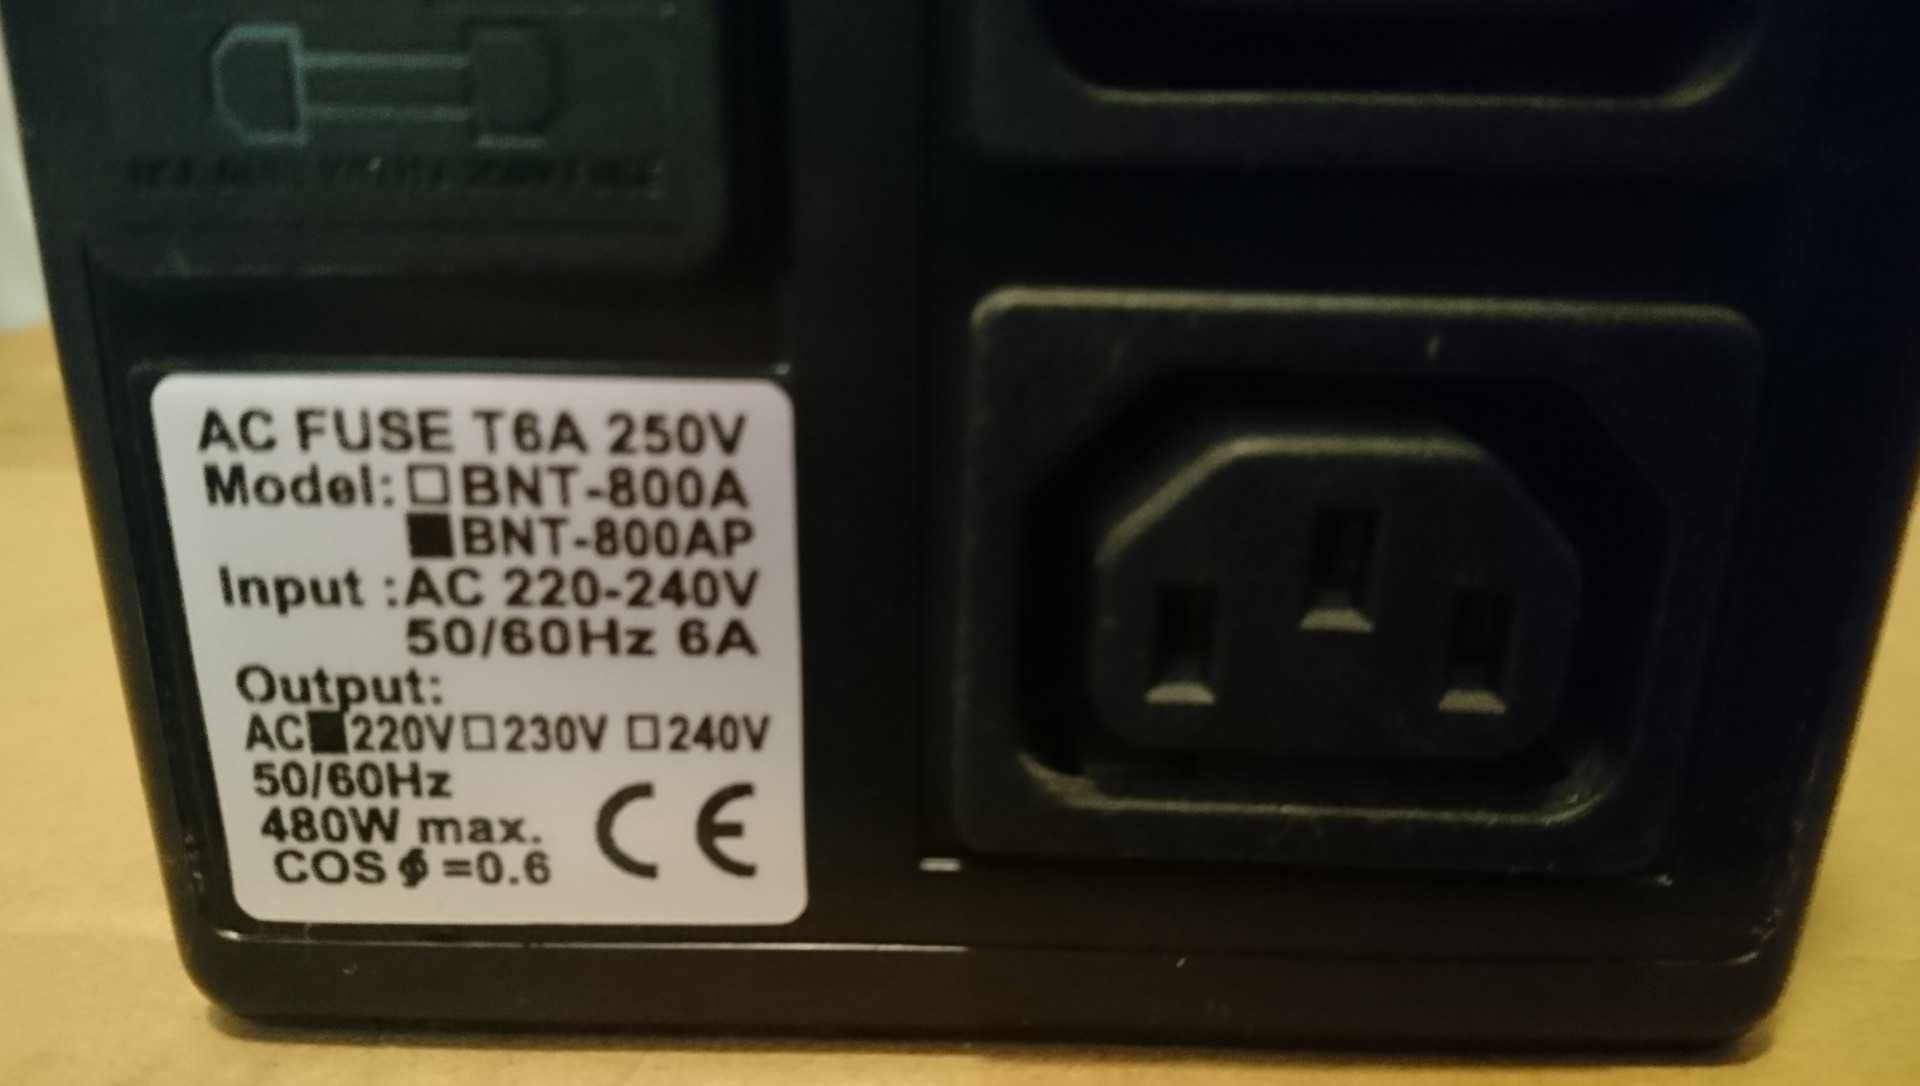 AC FUSE T6A 250V
Model: □BNT-800A
■BNT-800AP
Input :AC 220-240V
50/60Hz 6A
Output:
AC■220V□230V □240V
50/60Hz
480W max.
COS ϕ =0.6
CE